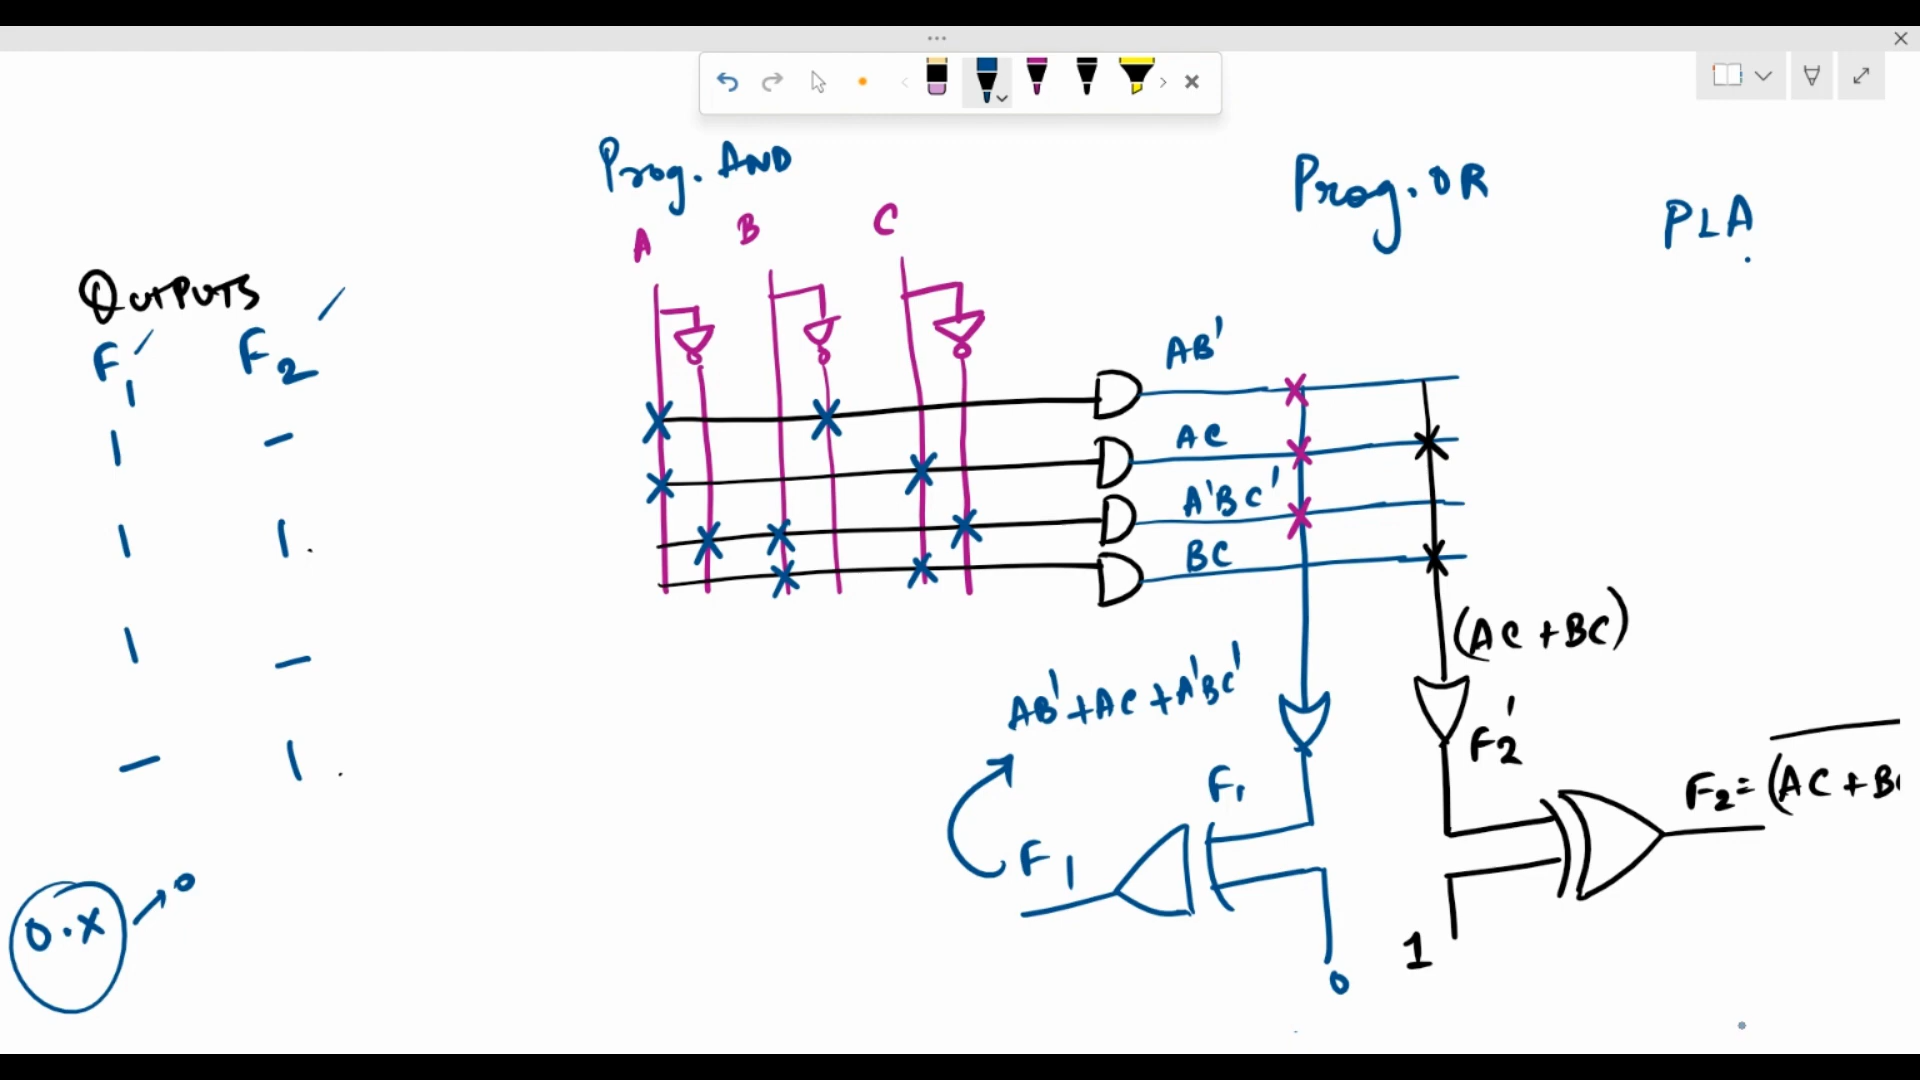 Prog. AND
Prog. OR
PLA
A B C
OUTPUTS
F1 F2
1 -
1 1
1 -
- 1
0.X → 0
AB'
AC
A'BC'
BC
(AC + BC)
AB' + AC + A'BC'
F2'
F1
F1
F2 = (AC + B
1
0